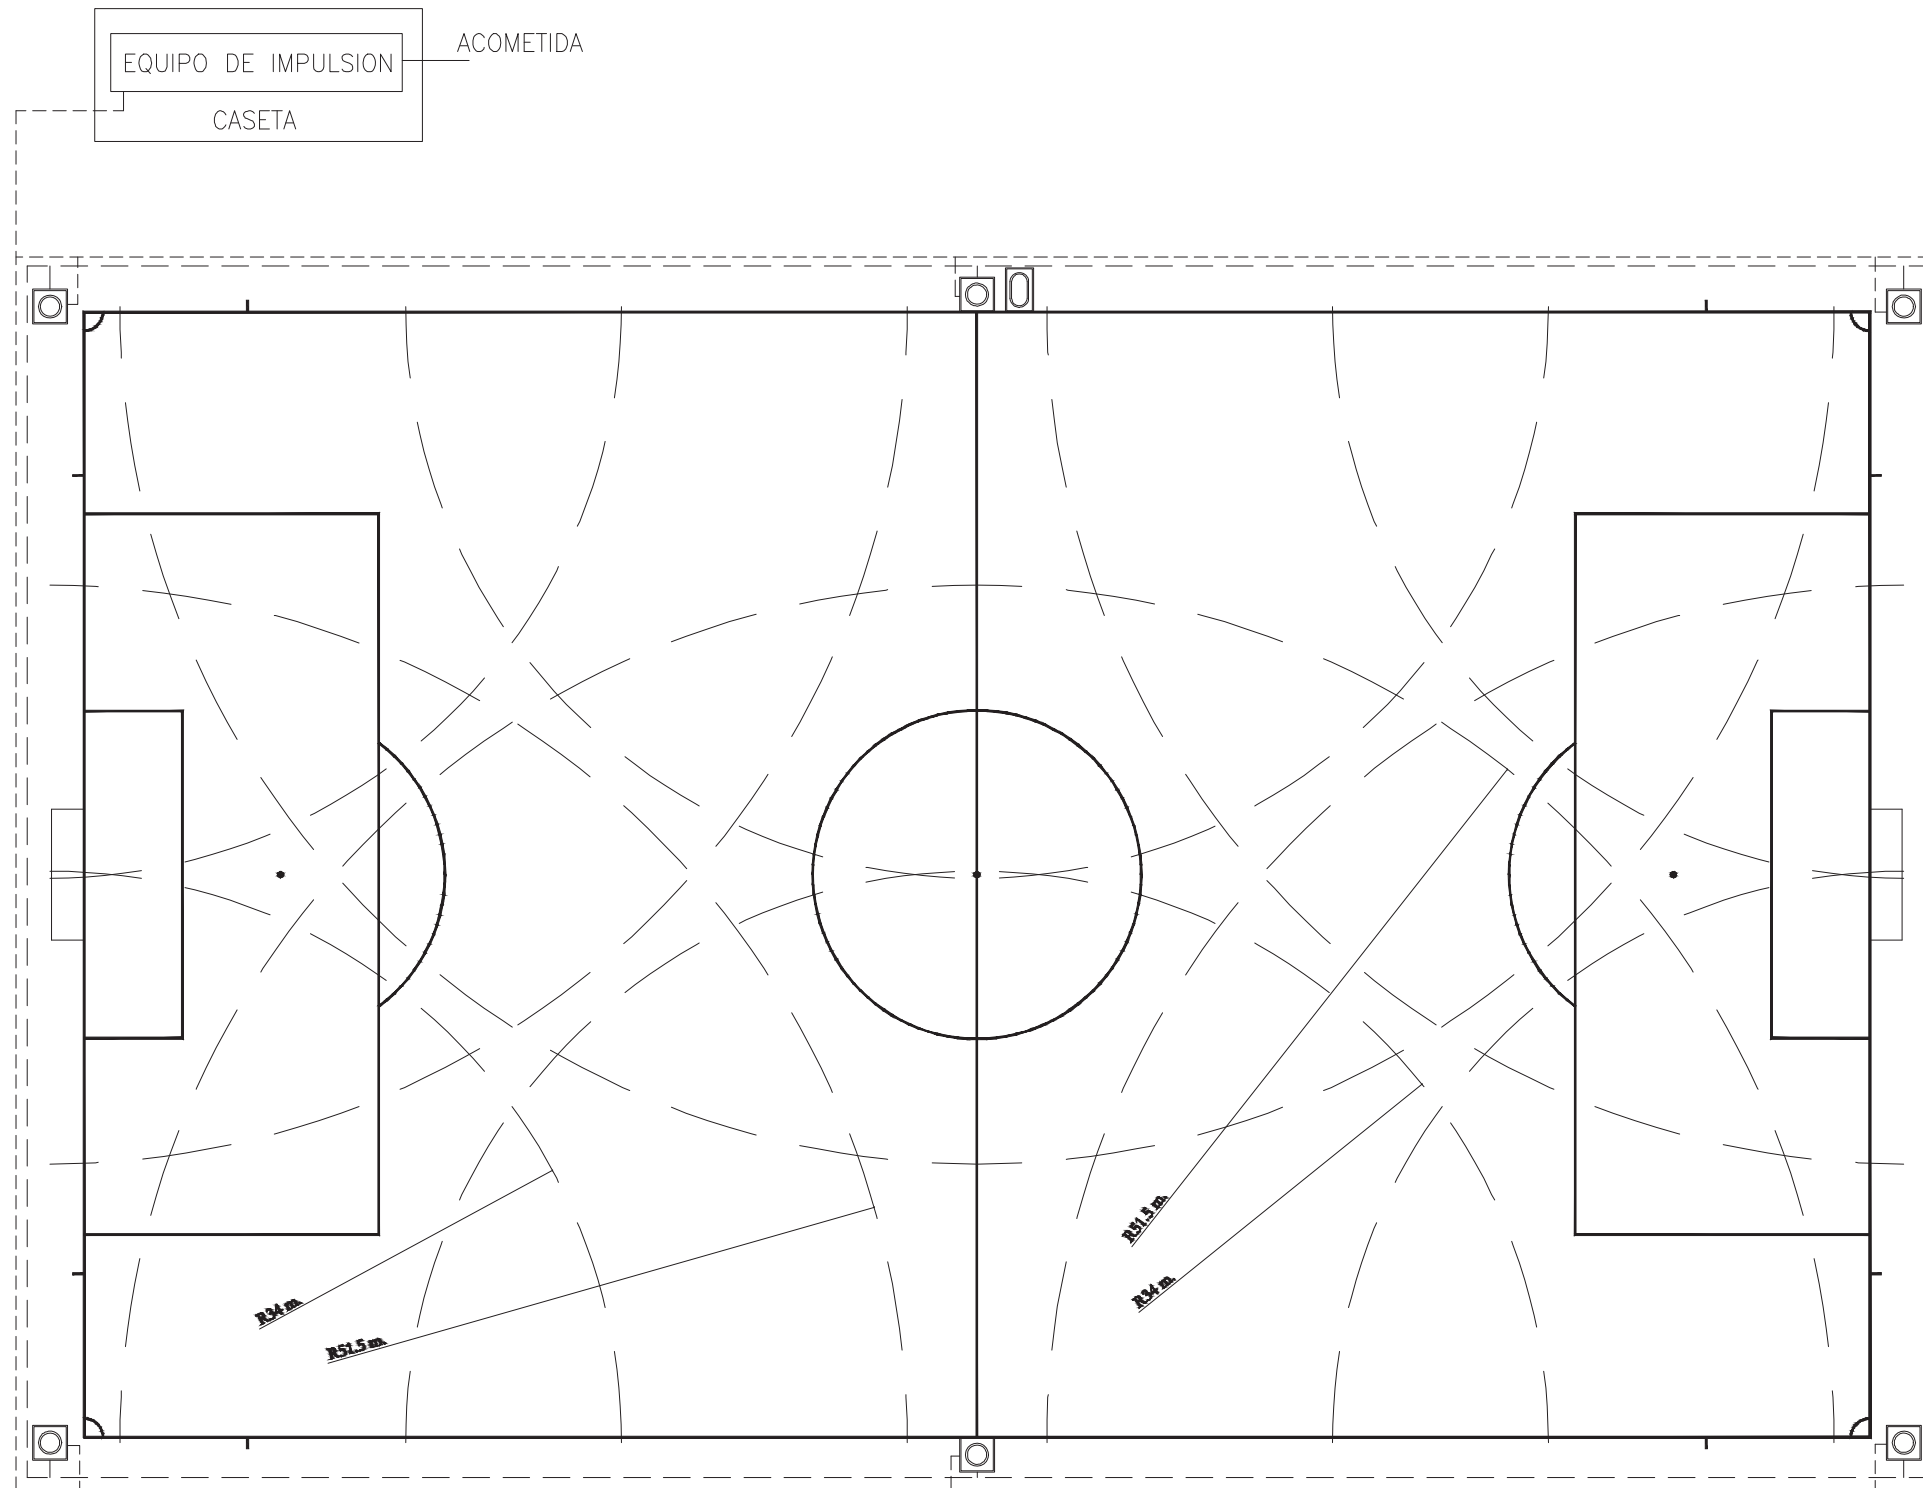 ACOMETIDA
EQUIPO DE IMPULSION
CASETA
R51.5 m.
R34 m.
R34 m.
R51.5 m.